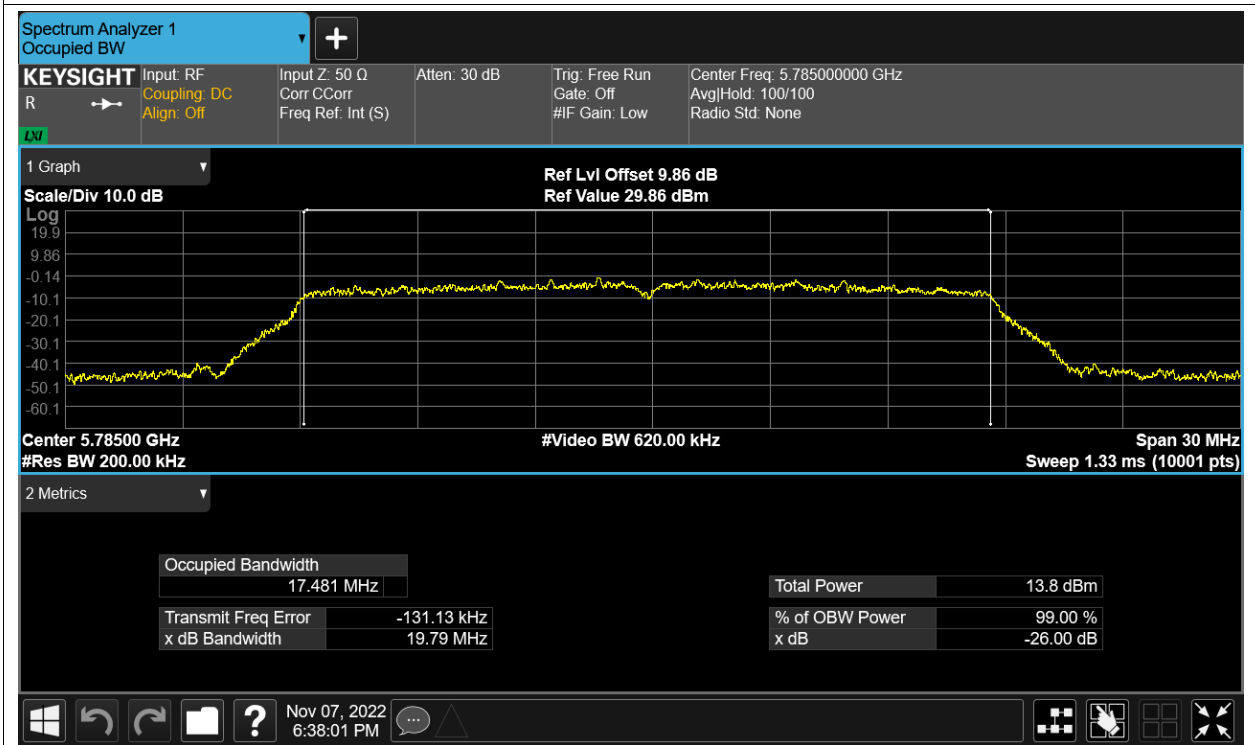 Spectrum Analyzer 1
Occupied BW
KEYSIGHT
R
LXI
Input: RF
Coupling: DC
Align: Off
Input Z: 50 Ω
Corr CCorr
Freq Ref: Int (S)
Atten: 30 dB
Trig: Free Run
Gate: Off
#IF Gain: Low
Center Freq: 5.785000000 GHz
Avg|Hold: 100/100
Radio Std: None
1 Graph
Scale/Div 10.0 dB
Ref Lvl Offset 9.86 dB
Ref Value 29.86 dBm
Log
19.9
9.86
-0.14
-10.1
-20.1
-30.1
-40.1
-50.1
-60.1
Center 5.78500 GHz
#Res BW 200.00 kHz
#Video BW 620.00 kHz
Span 30 MHz
Sweep 1.33 ms (10001 pts)
2 Metrics
Occupied Bandwidth
17.481 MHz
Transmit Freq Error -131.13 kHz
x dB Bandwidth 19.79 MHz
Total Power 13.8 dBm
% of OBW Power 99.00 %
x dB -26.00 dB
?
Nov 07, 2022
6:38:01 PM